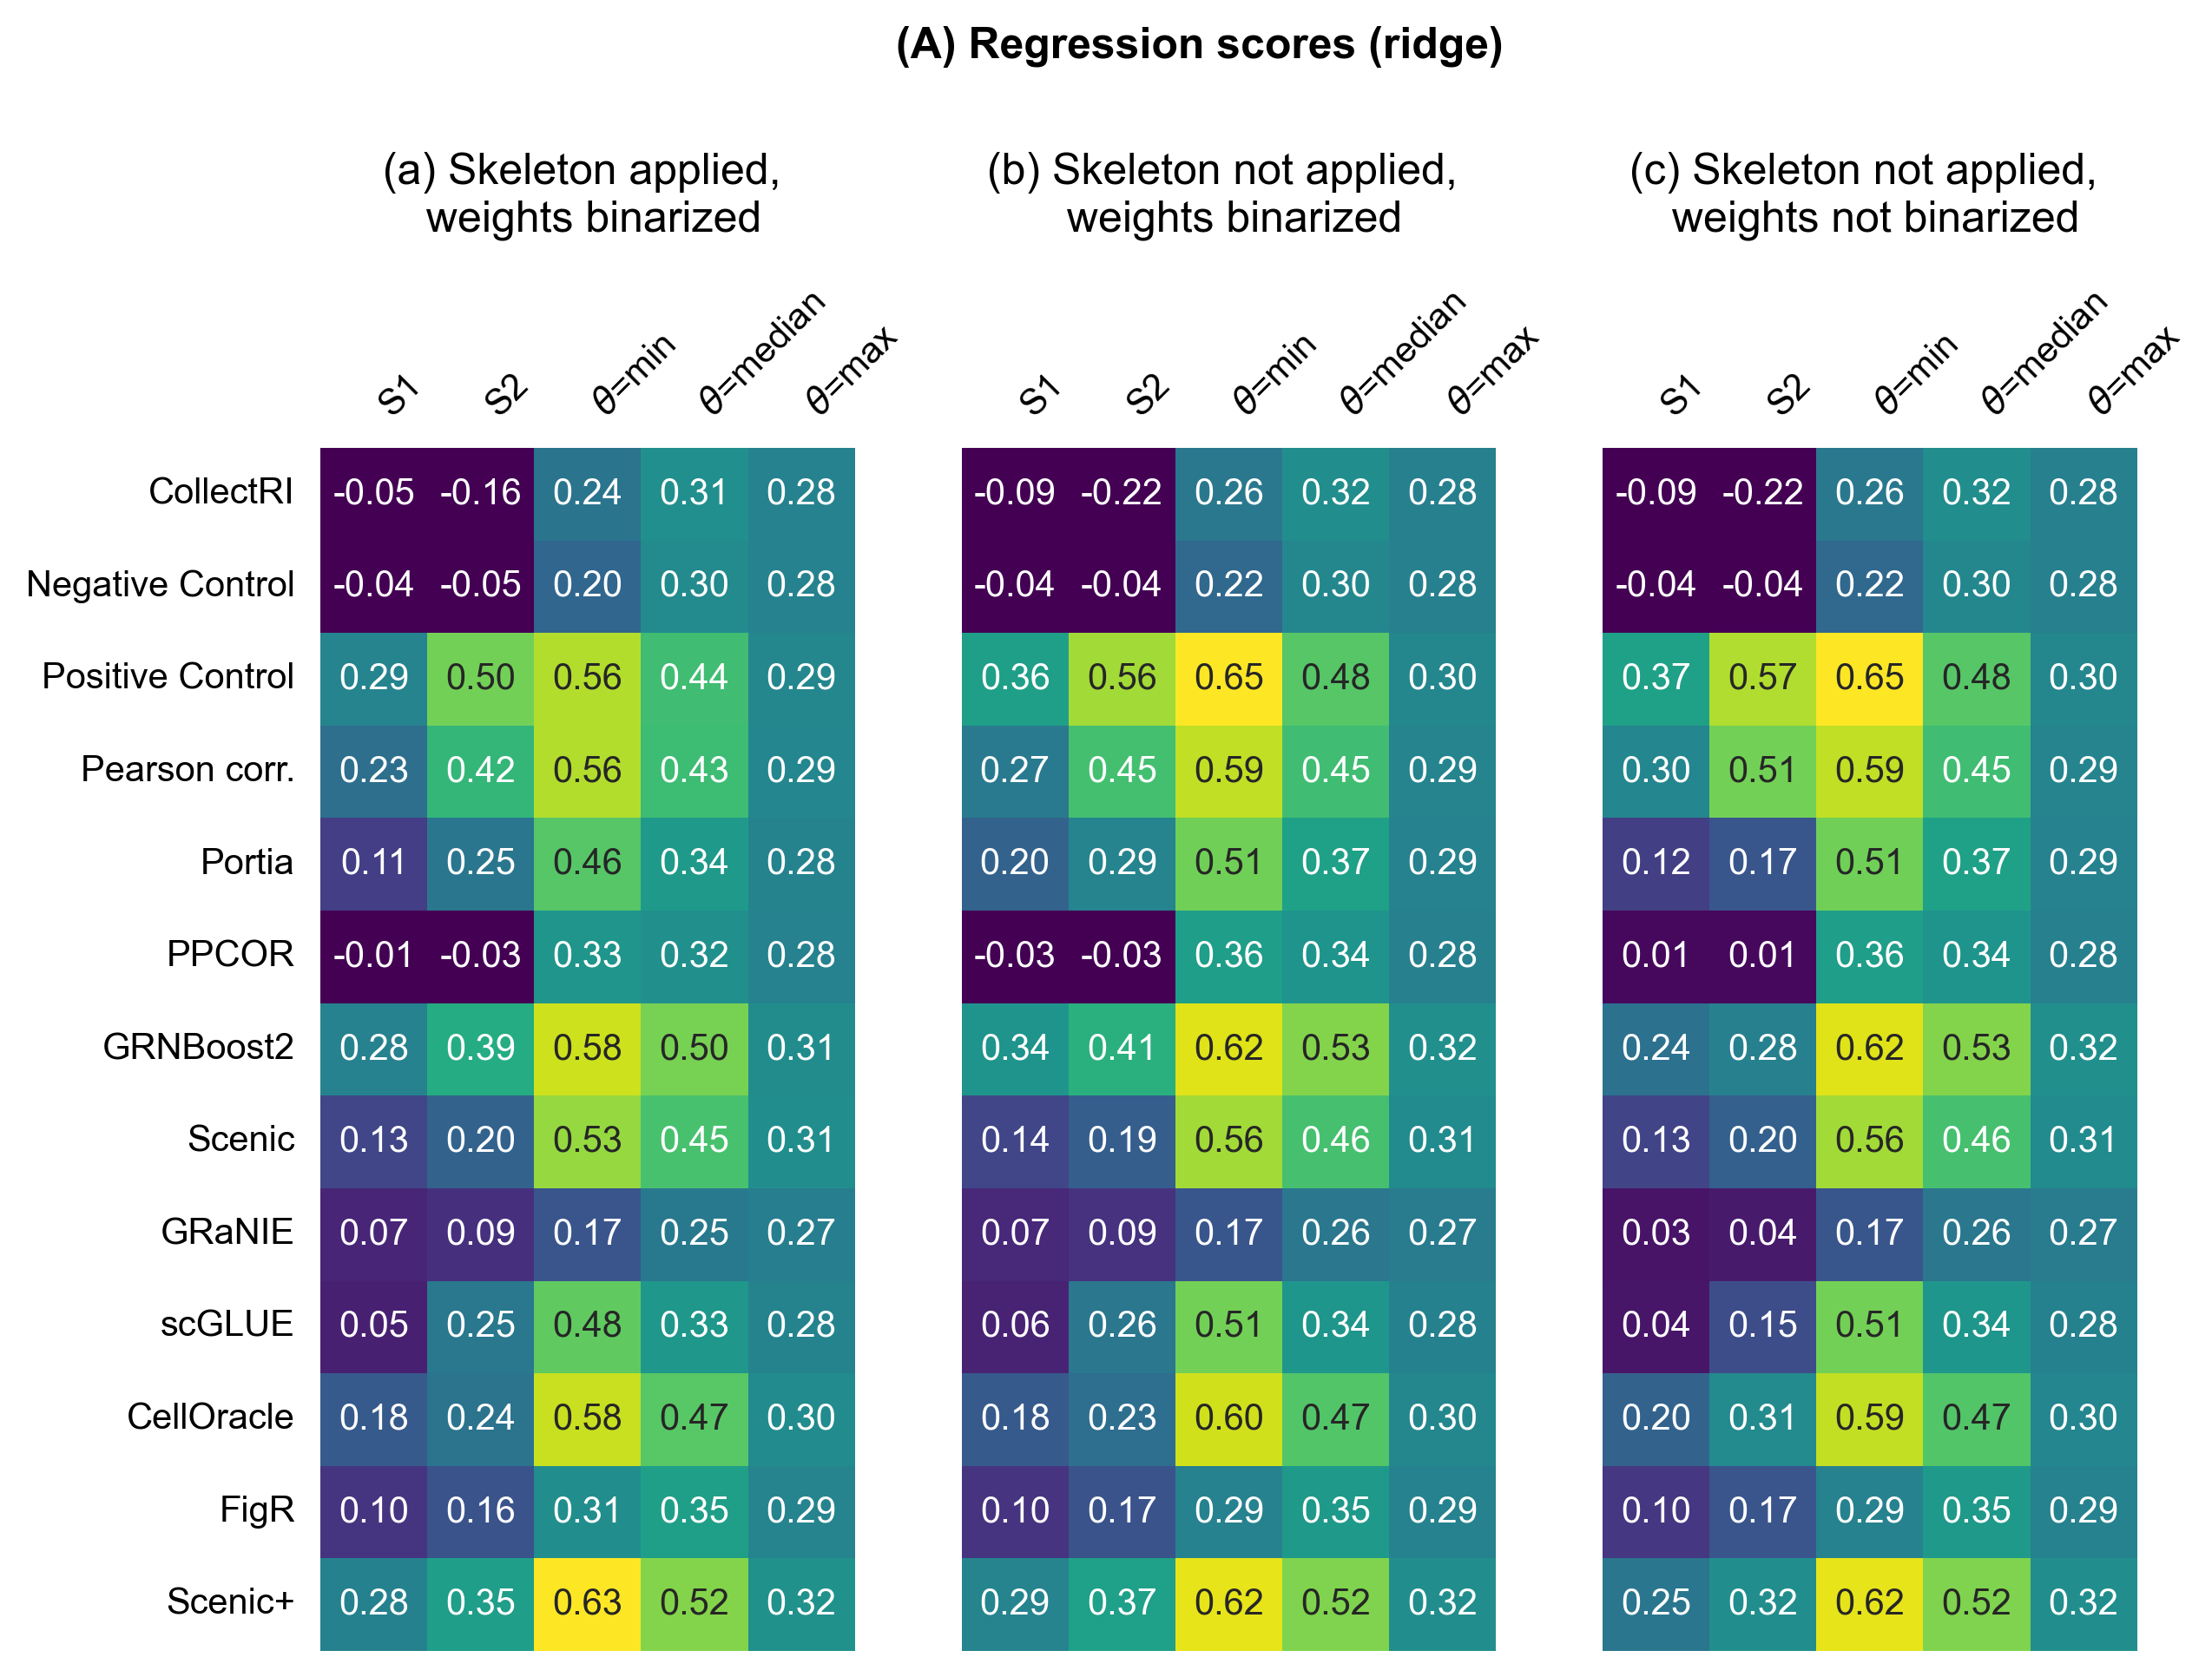 (A) Regression scores (ridge)
(a) Skeleton applied,
weights binarized
(b) Skeleton not applied,
weights binarized
(c) Skeleton not applied,
weights not binarized
S1 S2 θ=min θ=median θ=max S1 S2 θ=min θ=median θ=max S1 S2 θ=min θ=median θ=max
CollectRI -0.05 -0.16 0.24 0.31 0.28 -0.09 -0.22 0.26 0.32 0.28 -0.09 -0.22 0.26 0.32 0.28
Negative Control -0.04 -0.05 0.20 0.30 0.28 -0.04 -0.04 0.22 0.30 0.28 -0.04 -0.04 0.22 0.30 0.28
Positive Control 0.29 0.50 0.56 0.44 0.29 0.36 0.56 0.65 0.48 0.30 0.37 0.57 0.65 0.48 0.30
Pearson corr. 0.23 0.42 0.56 0.43 0.29 0.27 0.45 0.59 0.45 0.29 0.30 0.51 0.59 0.45 0.29
Portia 0.11 0.25 0.46 0.34 0.28 0.20 0.29 0.51 0.37 0.29 0.12 0.17 0.51 0.37 0.29
PPCOR -0.01 -0.03 0.33 0.32 0.28 -0.03 -0.03 0.36 0.34 0.28 0.01 0.01 0.36 0.34 0.28
GRNBoost2 0.28 0.39 0.58 0.50 0.31 0.34 0.41 0.62 0.53 0.32 0.24 0.28 0.62 0.53 0.32
Scenic 0.13 0.20 0.53 0.45 0.31 0.14 0.19 0.56 0.46 0.31 0.13 0.20 0.56 0.46 0.31
GRaNIE 0.07 0.09 0.17 0.25 0.27 0.07 0.09 0.17 0.26 0.27 0.03 0.04 0.17 0.26 0.27
scGLUE 0.05 0.25 0.48 0.33 0.28 0.06 0.26 0.51 0.34 0.28 0.04 0.15 0.51 0.34 0.28
CellOracle 0.18 0.24 0.58 0.47 0.30 0.18 0.23 0.60 0.47 0.30 0.20 0.31 0.59 0.47 0.30
FigR 0.10 0.16 0.31 0.35 0.29 0.10 0.17 0.29 0.35 0.29 0.10 0.17 0.29 0.35 0.29
Scenic+ 0.28 0.35 0.63 0.52 0.32 0.29 0.37 0.62 0.52 0.32 0.25 0.32 0.62 0.52 0.32